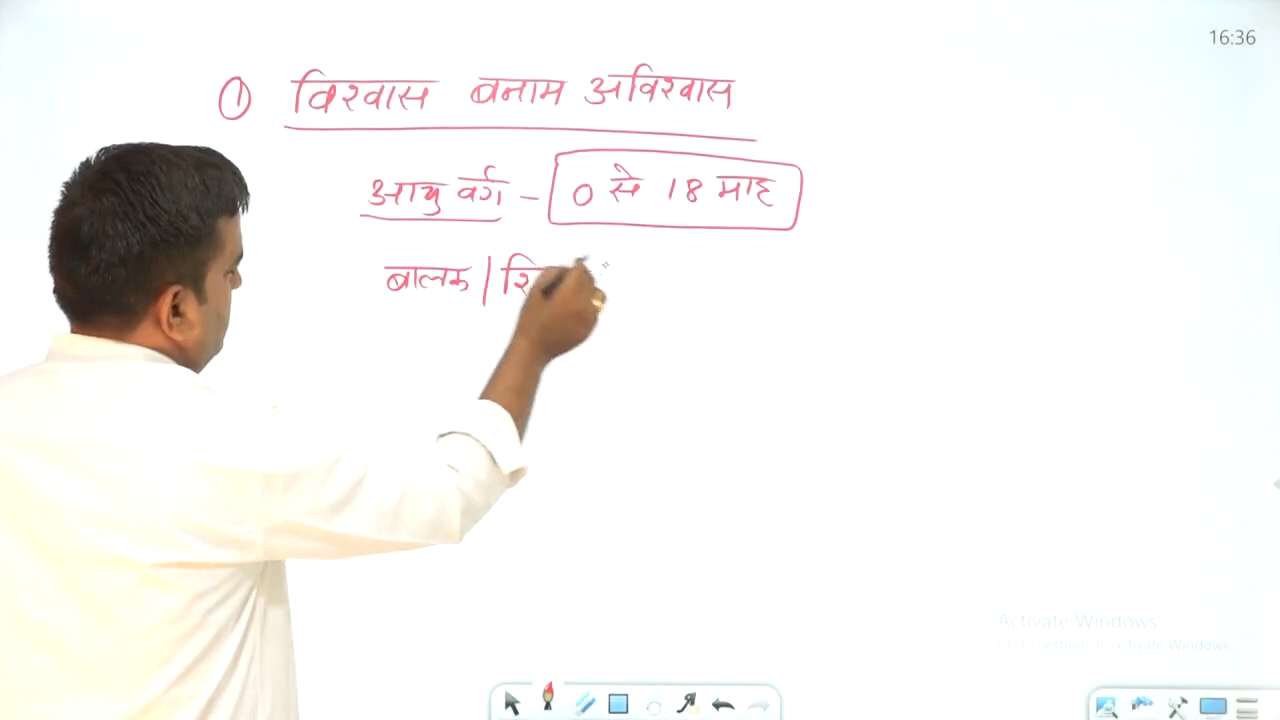 16:36
① विश्वास बनाम अविश्वास
आयु वर्ग - 0 से 18 माह
बालक /
Activate Windows